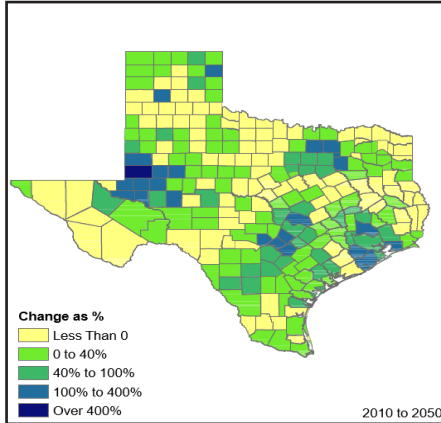 Change as %
Less Than 0
0 to 40%
40% to 100%
100% to 400%
Over 400%
2010 to 2050